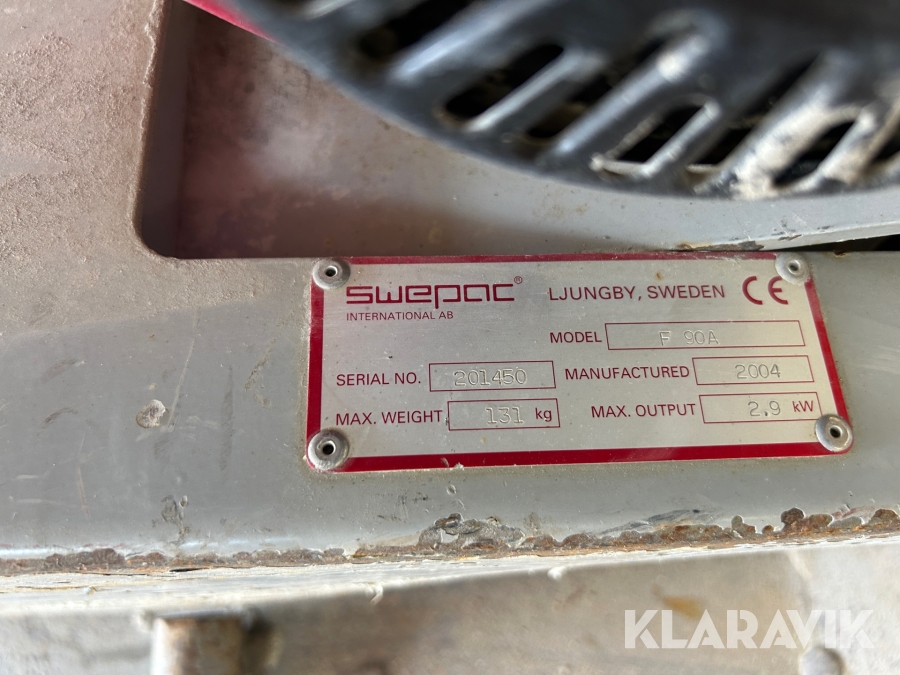 swepac® LJUNGBY, SWEDEN CE
INTERNATIONAL AB
MODEL F 90A
SERIAL NO. 201450 MANUFACTURED 2004
MAX. WEIGHT 131 kg MAX. OUTPUT 2.9 kW
KLARAVIK